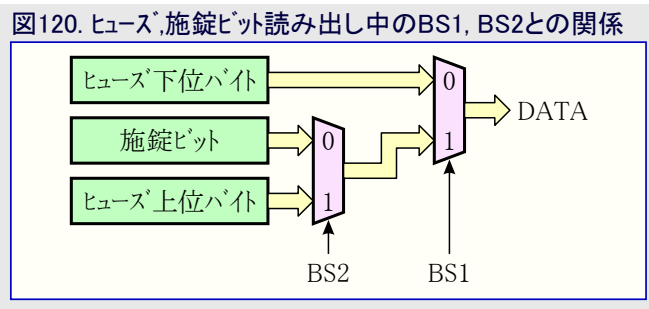 図120. ﾋｭｰｽﾞ,施錠ﾋﾞｯﾄ読み出し中のBS1, BS2との関係
ﾋｭｰｽﾞ下位ﾊﾞｲﾄ
0
DATA
施錠ﾋﾞｯﾄ
0
1
ﾋｭｰｽﾞ上位ﾊﾞｲﾄ
1
BS2
BS1